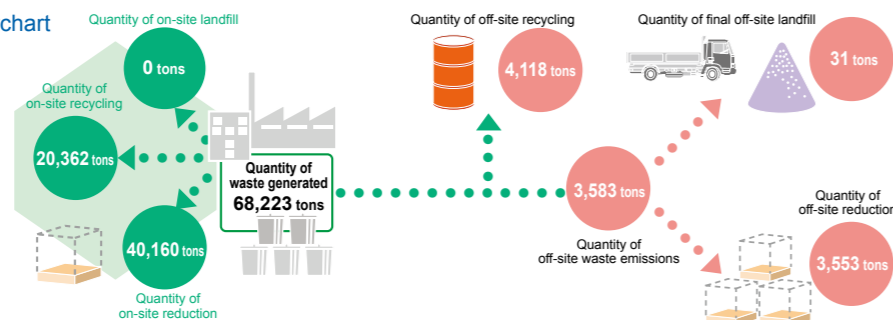 chart
Quantity of on-site landfill
0 tons
Quantity of
on-site recycling
20,362 tons
40,160 tons
Quantity of
on-site reduction
Quantity of
waste generated
68,223 tons
Quantity of off-site recycling
4,118 tons
3,583 tons
Quantity of
off-site waste emissions
Quantity of final off-site landfill
31 tons
Quantity of
off-site reduction
3,553 tons